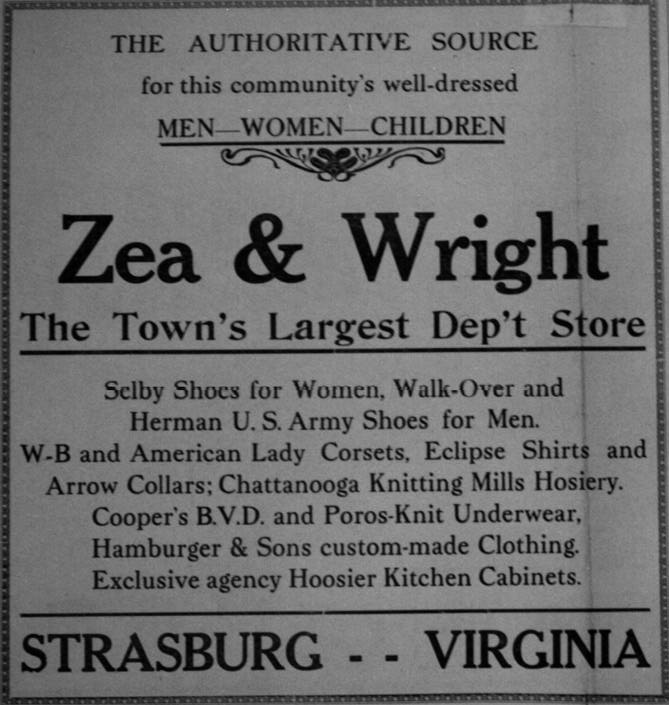 THE AUTHORITATIVE SOURCE
for this community's well-dressed
MEN—WOMEN—CHILDREN
Zea & Wright
The Town's Largest Dep't Store
Selby Shoes for Women, Walk-Over and
Herman U. S. Army Shoes for Men.
W-B and American Lady Corsets, Eclipse Shirts and
Arrow Collars; Chattanooga Knitting Mills Hosiery.
Cooper's B.V.D. and Poros-Knit Underwear,
Hamburger & Sons custom-made Clothing.
Exclusive agency Hoosier Kitchen Cabinets.
STRASBURG - - VIRGINIA